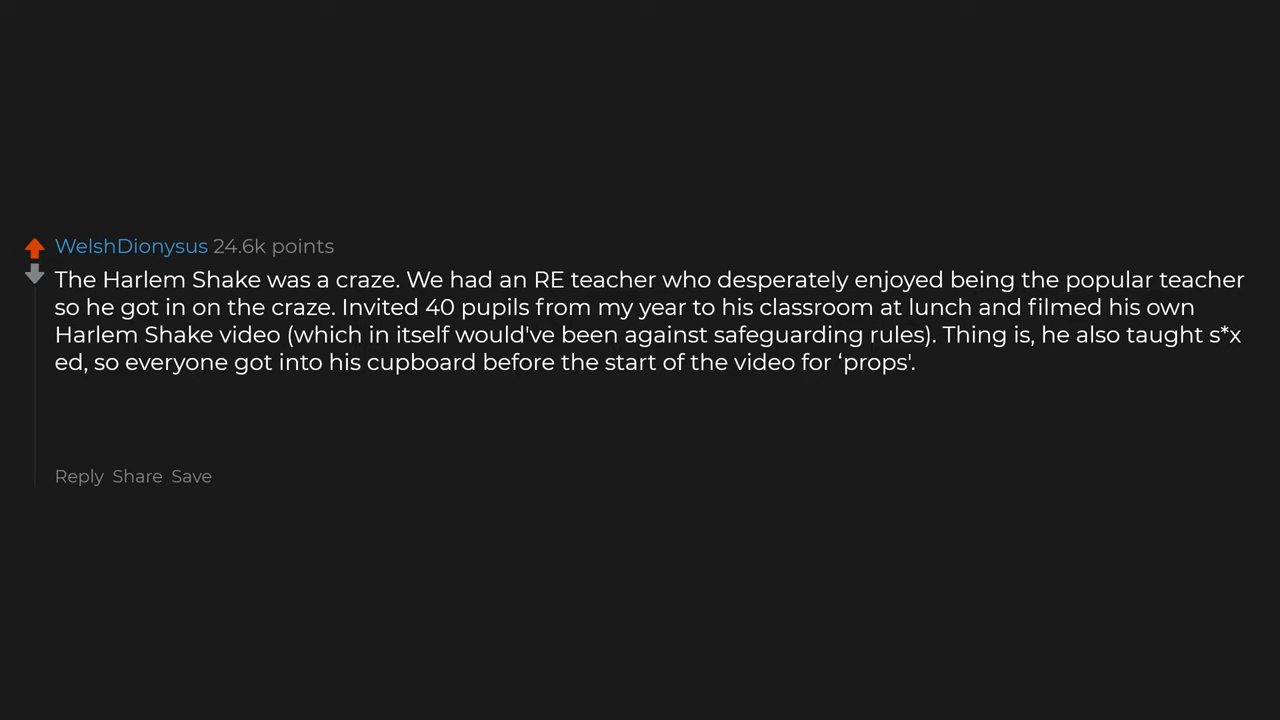 WelshDionysus 24.6k points
The Harlem Shake was a craze. We had an RE teacher who desperately enjoyed being the popular teacher
so he got in on the craze. Invited 40 pupils from my year to his classroom at lunch and filmed his own
Harlem Shake video (which in itself would've been against safeguarding rules). Thing is, he also taught s*x
ed, so everyone got into his cupboard before the start of the video for ‘props'.
Reply Share Save